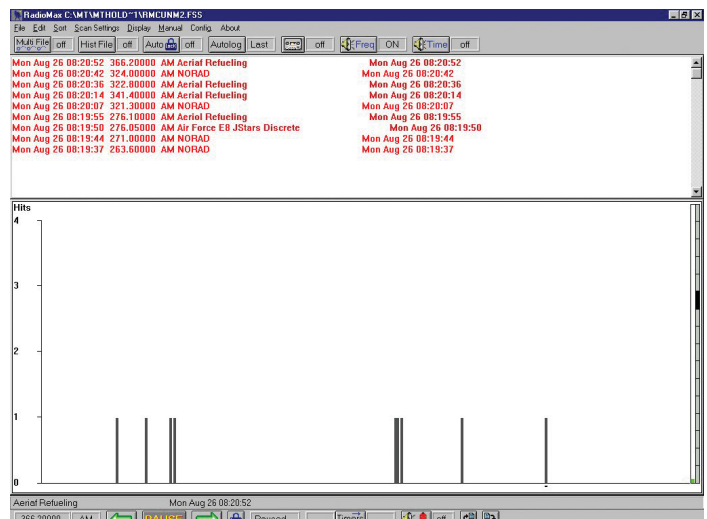 RadioMax C:\MT\MTHOLD~1\RMCUNM2.FSS
File Edit Sort Scan Settings Display Manual Config. About
Multi File off Hist File off Auto off Autolog Last off Freq ON Time off
Mon Aug 26 08:20:52 366.20000 AM Aerial Refueling Mon Aug 26 08:20:52
Mon Aug 26 08:20:42 324.00000 AM NORAD Mon Aug 26 08:20:42
Mon Aug 26 08:20:36 322.80000 AM Aerial Refueling Mon Aug 26 08:20:36
Mon Aug 26 08:20:14 341.40000 AM Aerial Refueling Mon Aug 26 08:20:14
Mon Aug 26 08:20:07 321.30000 AM NORAD Mon Aug 26 08:20:07
Mon Aug 26 08:19:55 276.10000 AM Aeriol Refueling Mon Aug 26 08:19:55
Mon Aug 26 08:19:50 276.05000 AM Air Force E8 JStars Discrete Mon Aug 26 08:19:50
Mon Aug 26 08:19:44 271.00000 AM NORAD Mon Aug 26 08:19:44
Mon Aug 26 08:19:37 263.60000 AM NORAD Mon Aug 26 08:19:37
Hits
4
3
2
1
0
Aerial Refueling Mon Aug 26 08:20:52
366.20000 AM PAUSE Paused Timers off